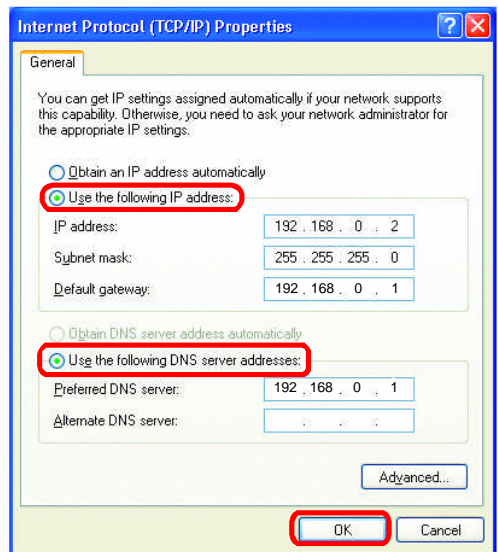 Internet Protocol (TCP/IP) Properties
General
You can get IP settings assigned automatically if your network supports
this capability. Otherwise, you need to ask your network administrator for
the appropriate IP settings.
Obtain an IP address automatically
Use the following IP address:
IP address: 192 . 168 . 0 . 2
Subnet mask: 255 . 255 . 255 . 0
Default gateway: 192 . 168 . 0 . 1
Obtain DNS server address automatically
Use the following DNS server addresses:
Preferred DNS server: 192 . 168 . 0 . 1
Alternate DNS server: . . .
Advanced...
OK Cancel